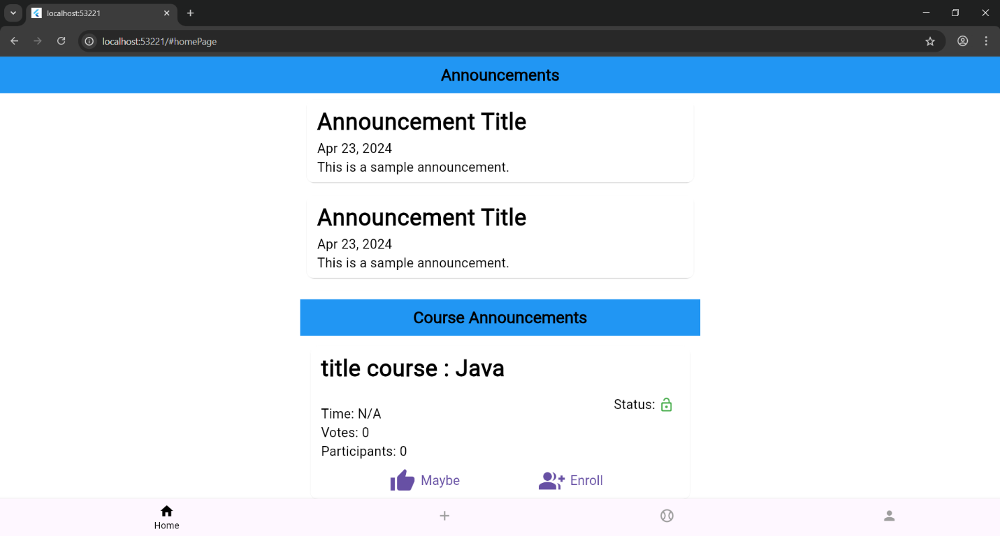 localhost:53221
localhost:53221/#homePage
Announcements
Announcement Title
Apr 23, 2024
This is a sample announcement.
Announcement Title
Apr 23, 2024
This is a sample announcement.
Course Announcements
title course : Java
Status:
Time: N/A
Votes: 0
Participants: 0
Maybe Enroll
Home